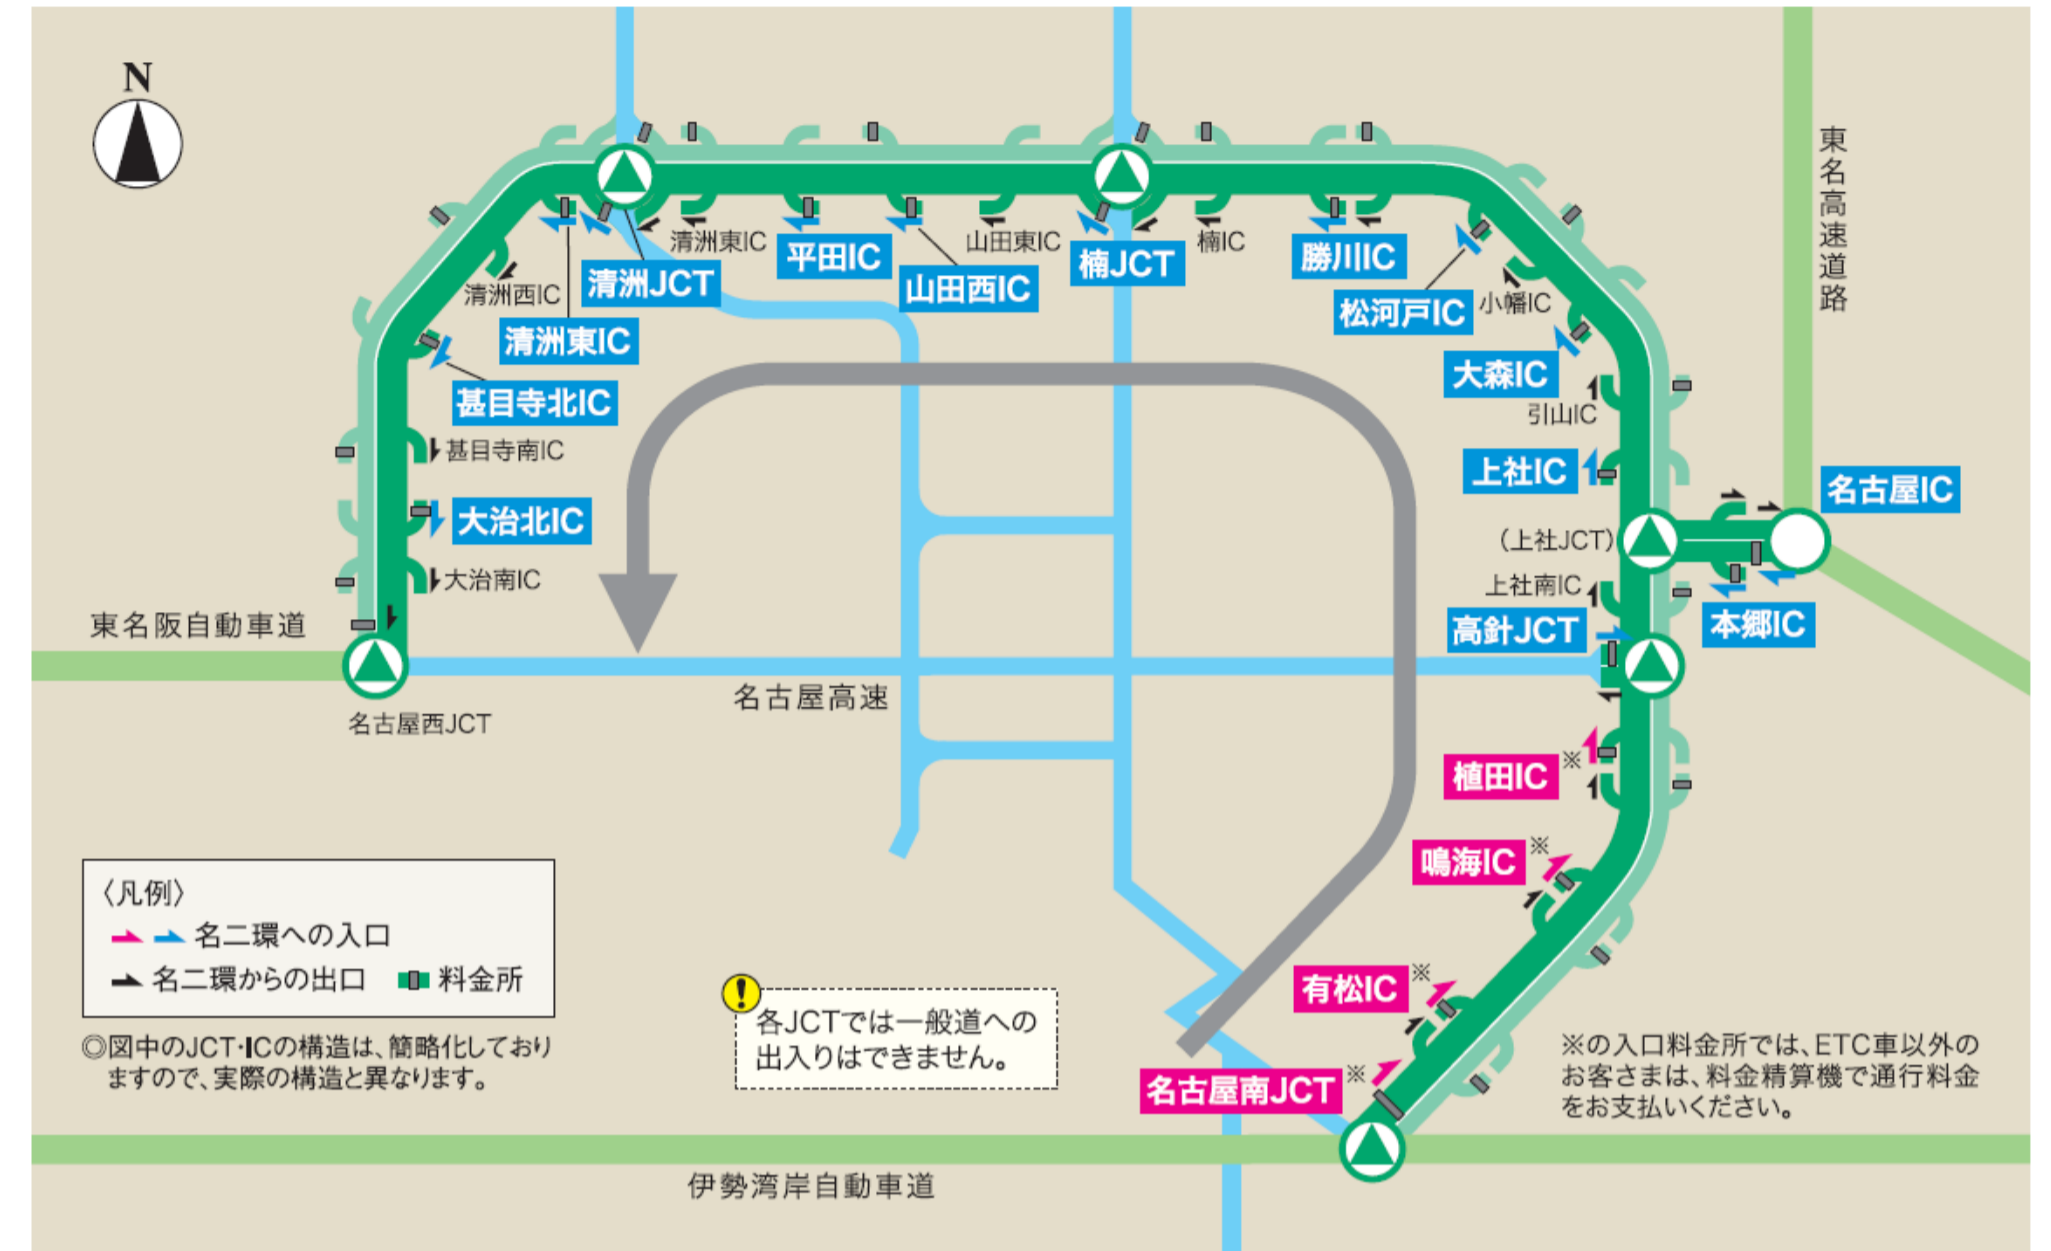 N
東名高速道路
清洲東IC
平田IC
山田東IC
楠JCT
楠IC
勝川IC
清洲西IC
清洲JCT
山田西IC
松河戸IC
小幡IC
清洲東IC
大森IC
甚目寺北IC
引山IC
甚目寺南IC
上社IC
名古屋IC
大治北IC
(上社JCT)
大治南IC
上社南IC
東名阪自動車道
高針JCT
本郷IC
名古屋高速
名古屋西JCT
植田IC ※
鳴海IC ※
〈凡例〉
名二環への入口
名二環からの出口 料金所
有松IC ※
!
各JCTでは一般道への
出入りはできません。
◎図中のJCT・ICの構造は、簡略化しており
ますので、実際の構造と異なります。
名古屋南JCT ※
※の入口料金所では、ETC車以外の
お客さまは、料金精算機で通行料金
をお支払いください。
伊勢湾岸自動車道